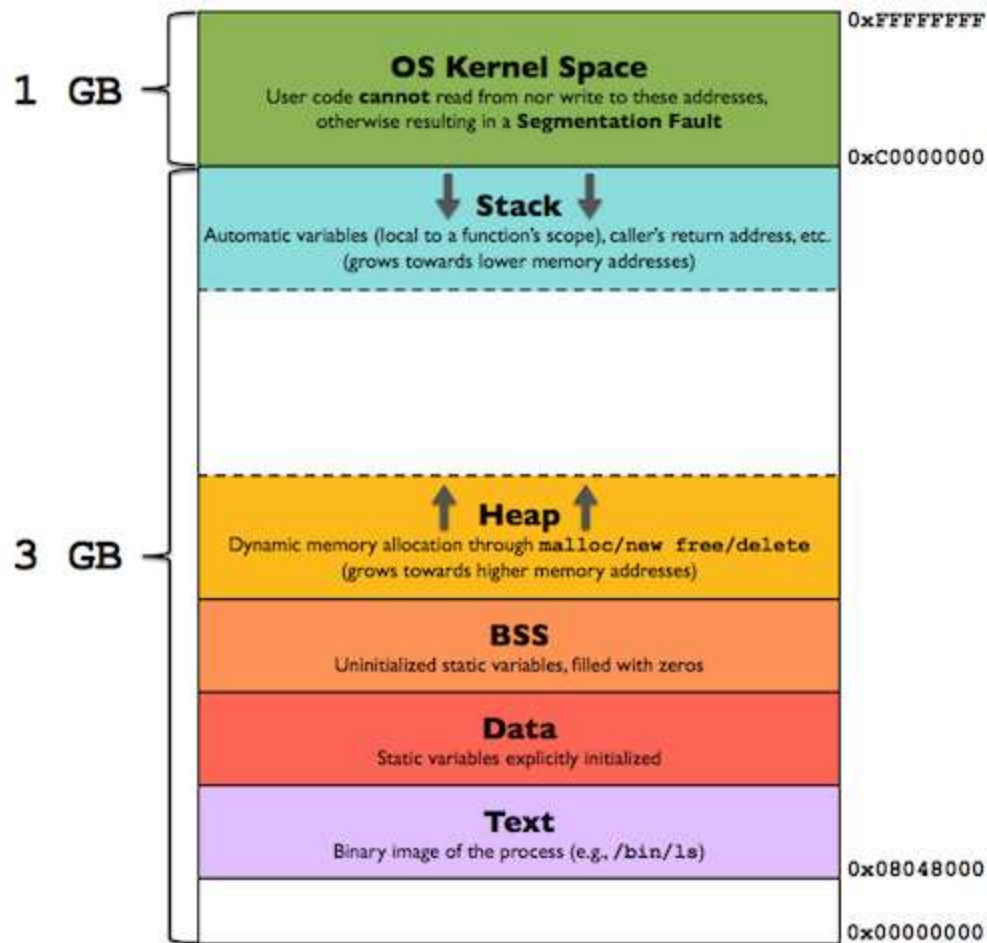 0xFFFFFFFF
1 GB
OS Kernel Space
User code cannot read from nor write to these addresses,
otherwise resulting in a Segmentation Fault
0xC0000000
Stack
Automatic variables (local to a function's scope), caller's return address, etc.
(grows towards lower memory addresses)
3 GB
Heap
Dynamic memory allocation through malloc/new free/delete
(grows towards higher memory addresses)
BSS
Uninitialized static variables, filled with zeros
Data
Static variables explicitly initialized
Text
Binary image of the process (e.g., /bin/ls)
0x08048000
0x00000000